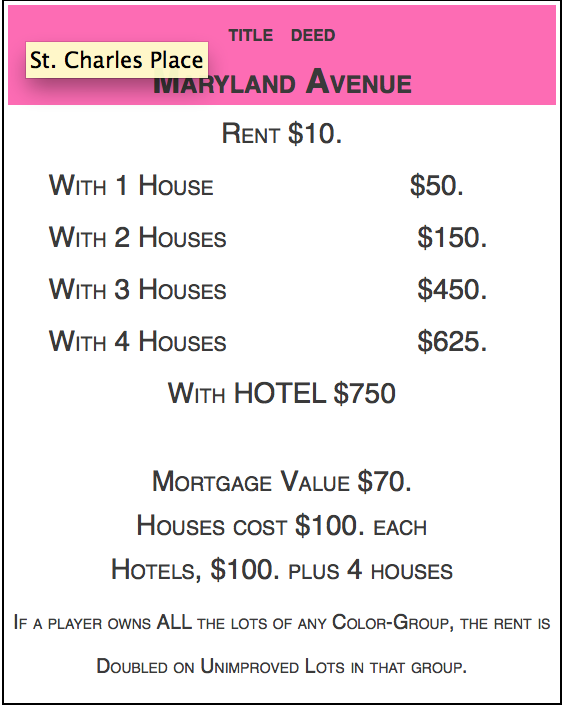 TITLE DEED
St. Charles Place
MARYLAND AVENUE
RENT $10.
WITH 1 HOUSE $50.
WITH 2 HOUSES $150.
WITH 3 HOUSES $450.
WITH 4 HOUSES $625.
WITH HOTEL $750
MORTGAGE VALUE $70.
HOUSES COST $100. EACH
HOTELS, $100. PLUS 4 HOUSES
IF A PLAYER OWNS ALL THE LOTS OF ANY COLOR-GROUP, THE RENT IS
DOUBLED ON UNIMPROVED LOTS IN THAT GROUP.